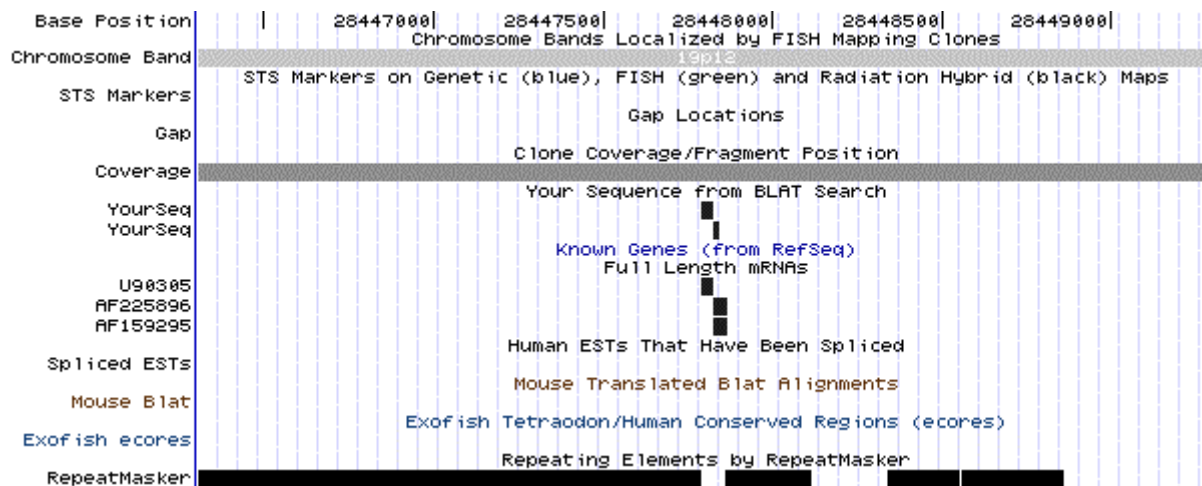 Base Position | 28447000| 28447500| 28448000| 28448500| 28449000|
Chromosome Bands Localized by FISH Mapping Clones
Chromosome Band 19p12
STS Markers on Genetic (blue), FISH (green) and Radiation Hybrid (black) Maps
STS Markers
Gap Locations
Gap
Clone Coverage/Fragment Position
Coverage
Your Sequence from BLAT Search
YourSeq
YourSeq
Known Genes (from RefSeq)
Full Length mRNAs
U90305
AF225896
AF159295
Human ESTs That Have Been Spliced
Spliced ESTs
Mouse Translated Blat Alignments
Mouse Blat
Exofish Tetraodon/Human Conserved Regions (ecores)
Exofish ecores
Repeating Elements by RepeatMasker
RepeatMasker